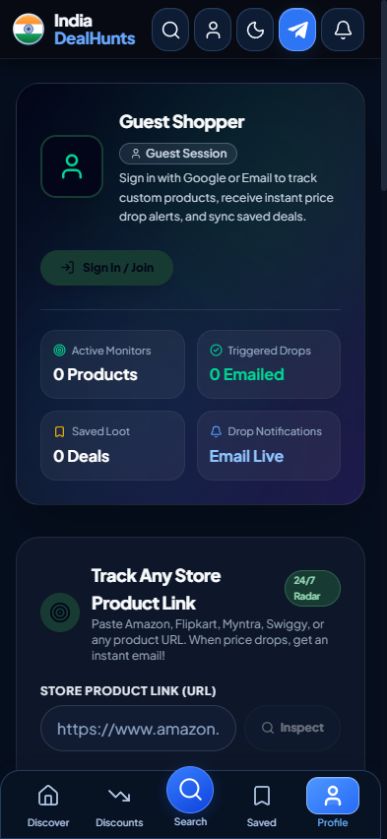 India
DealHunts
Guest Shopper
Guest Session
Sign in with Google or Email to track
custom products, receive instant price
drop alerts, and sync saved deals.
Sign In / Join
Active Monitors
0 Products
Triggered Drops
0 Emailed
Saved Loot
0 Deals
Drop Notifications
Email Live
Track Any Store
Product Link
24/7
Radar
Paste Amazon, Flipkart, Myntra, Swiggy, or
any product URL. When price drops, get an
instant email!
STORE PRODUCT LINK (URL)
https://www.amazon.
Inspect
Discover
Discounts
Search
Saved
Profile